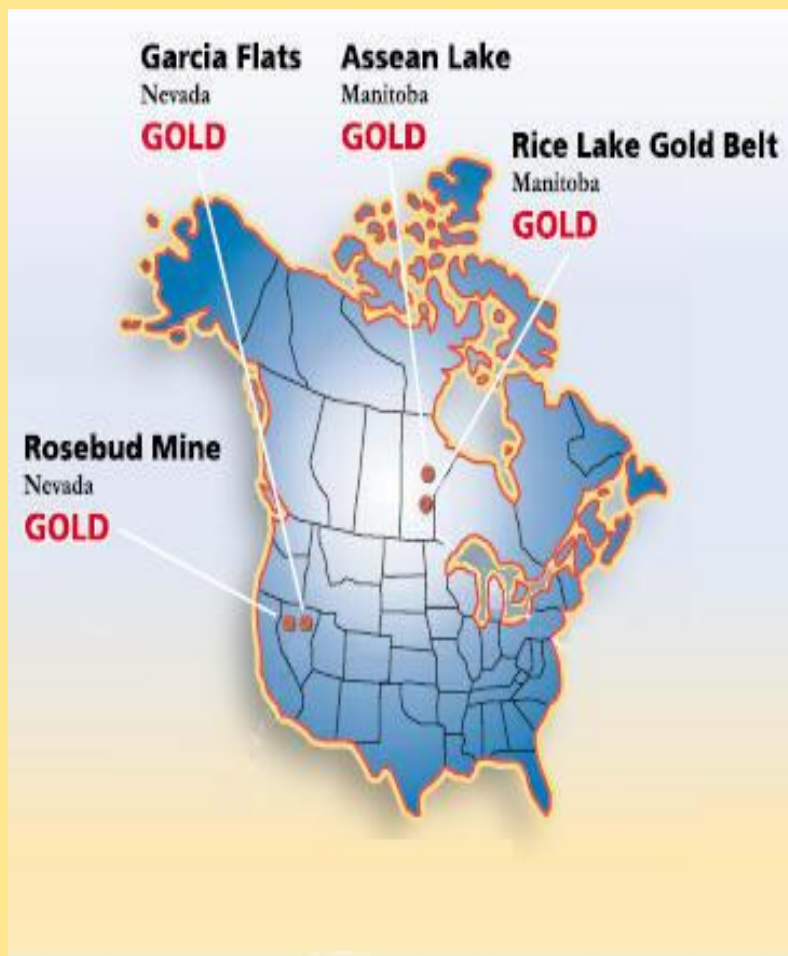 Garcia Flats
Nevada
GOLD
Assean Lake
Manitoba
GOLD
Rice Lake Gold Belt
Manitoba
GOLD
Rosebud Mine
Nevada
GOLD